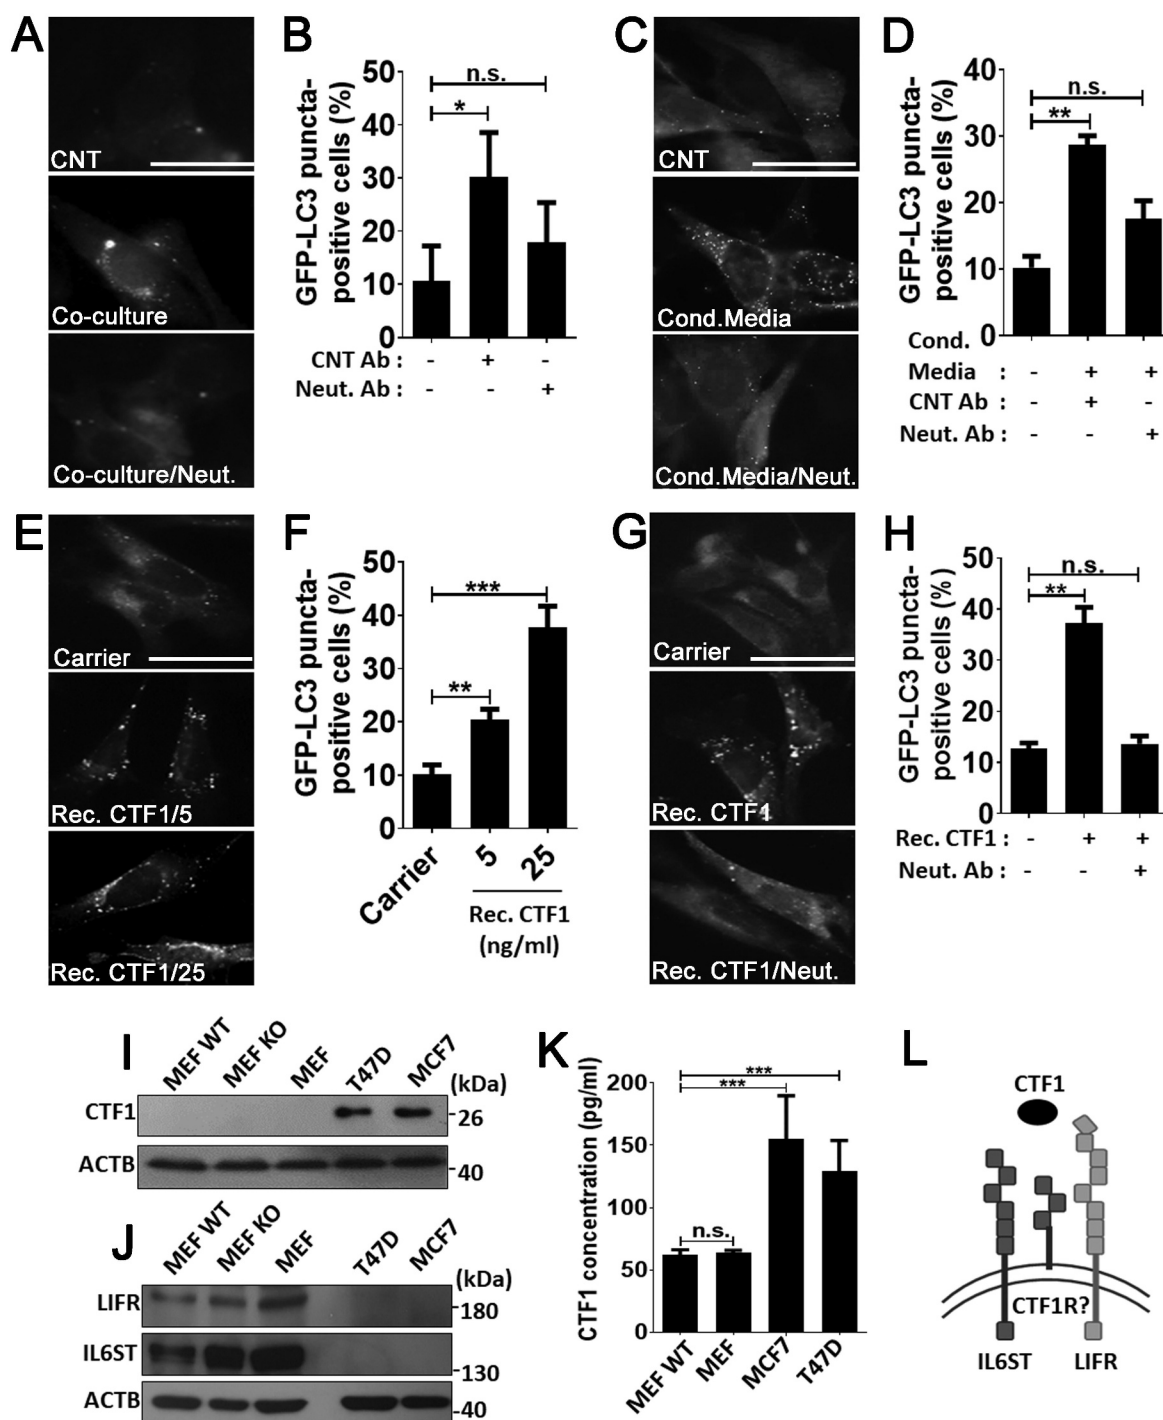 A
CNT
Co-culture
Co-culture/Neut.
B
GFP-LC3 puncta-
positive cells (%)
50
40
30
20
10
0
n.s.
*
CNT Ab : - + -
Neut. Ab : - - +
C
CNT
Cond.Media
Cond.Media/Neut.
D
GFP-LC3 puncta-
positive cells (%)
40
30
20
10
0
n.s.
**
Cond.
Media : - + +
CNT Ab : - + -
Neut. Ab : - - +
E
Carrier
Rec. CTF1/5
Rec. CTF1/25
F
GFP-LC3 puncta-
positive cells (%)
50
40
30
20
10
0
***
**
Carrier
5
25
Rec. CTF1
(ng/ml)
G
Carrier
Rec. CTF1
Rec. CTF1/Neut.
H
GFP-LC3 puncta-
positive cells (% )
50
40
30
20
10
0
n.s.
**
Rec. CTF1 : - + +
Neut. Ab : - - +
I
MEF WT
MEF KO
MEF
T47D
MCF7
(kDa)
CTF1
-26
ACTB
-40
J
MEF WT
MEF KO
MEF
T47D
MCF7
(kDa)
LIFR
-180
IL6ST
-130
ACTB
-40
K
CTF1 concentration (pg/ml)
200
150
100
50
0
***
***
n.s.
MEF WT
MEF
MCF7
T47D
L
CTF1
CTF1R?
IL6ST
LIFR